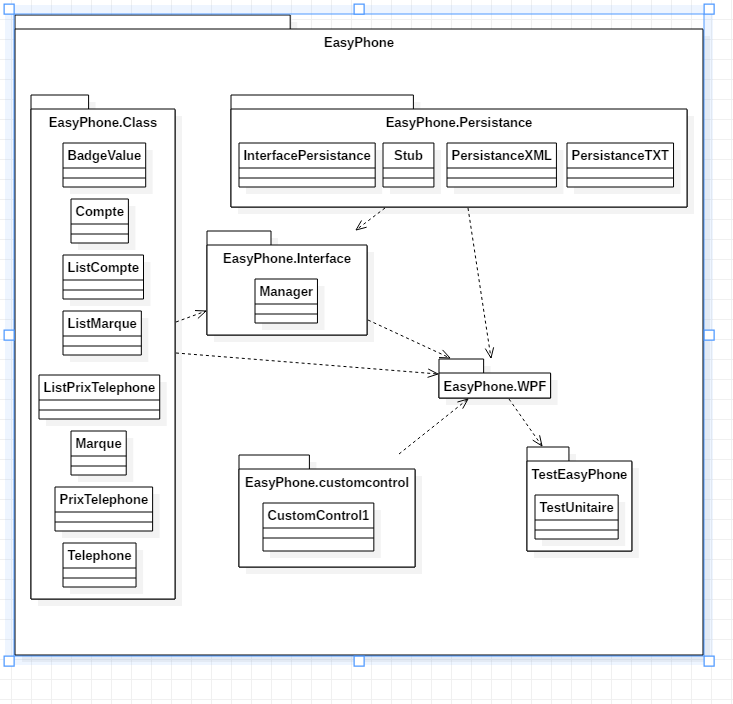 EasyPhone
EasyPhone.Class
BadgeValue
Compte
ListCompte
ListMarque
ListPrixTelephone
Marque
PrixTelephone
Telephone
EasyPhone.Persistance
InterfacePersistance
Stub
PersistanceXML
PersistanceTXT
EasyPhone.Interface
Manager
EasyPhone.WPF
EasyPhone.customcontrol
CustomControl1
TestEasyPhone
TestUnitaire